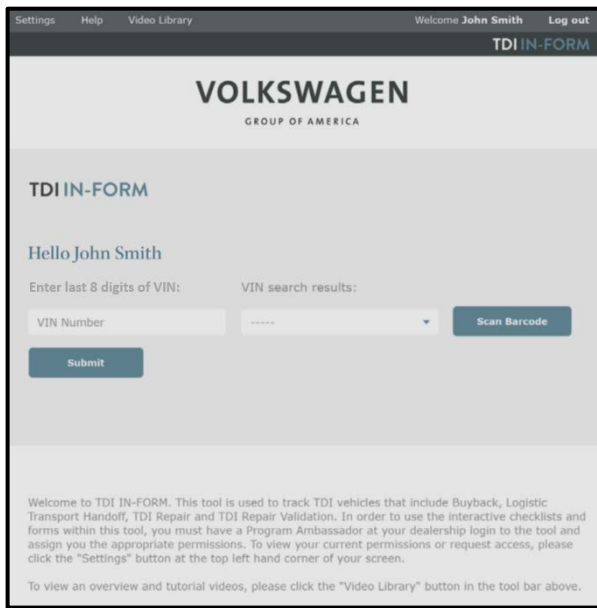 Settings Help Video Library Welcome John Smith Log out
TDI IN-FORM
VOLKSWAGEN
GROUP OF AMERICA
TDI IN-FORM
Hello John Smith
Enter last 8 digits of VIN: VIN search results:
VIN Number ----- Scan Barcode
Submit
Welcome to TDI IN-FORM. This tool is used to track TDI vehicles that include Buyback, Logistic
Transport Handoff, TDI Repair and TDI Repair Validation. In order to use the interactive checklists and
forms within this tool, you must have a Program Ambassador at your dealership login to the tool and
assign you the appropriate permissions. To view your current permissions or request access, please
click the "Settings" button at the top left hand corner of your screen.
To view an overview and tutorial videos, please click the "Video Library" button in the tool bar above.